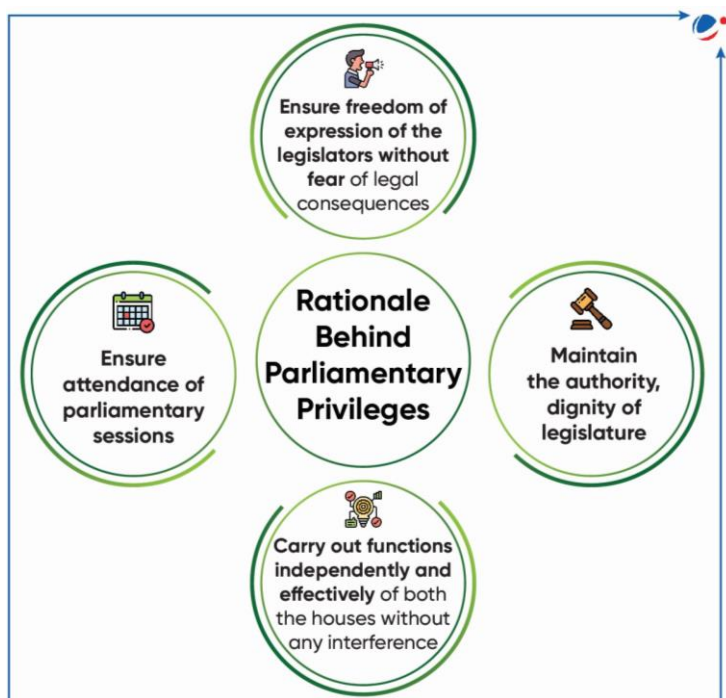 Ensure freedom of
expression of the
legislators without
fear of legal
consequences
Ensure
attendance of
parliamentary
sessions
Rationale
Behind
Parliamentary
Privileges
Maintain
the authority,
dignity of
legislature
Carry out functions
independently and
effectively of both
the houses without
any interference